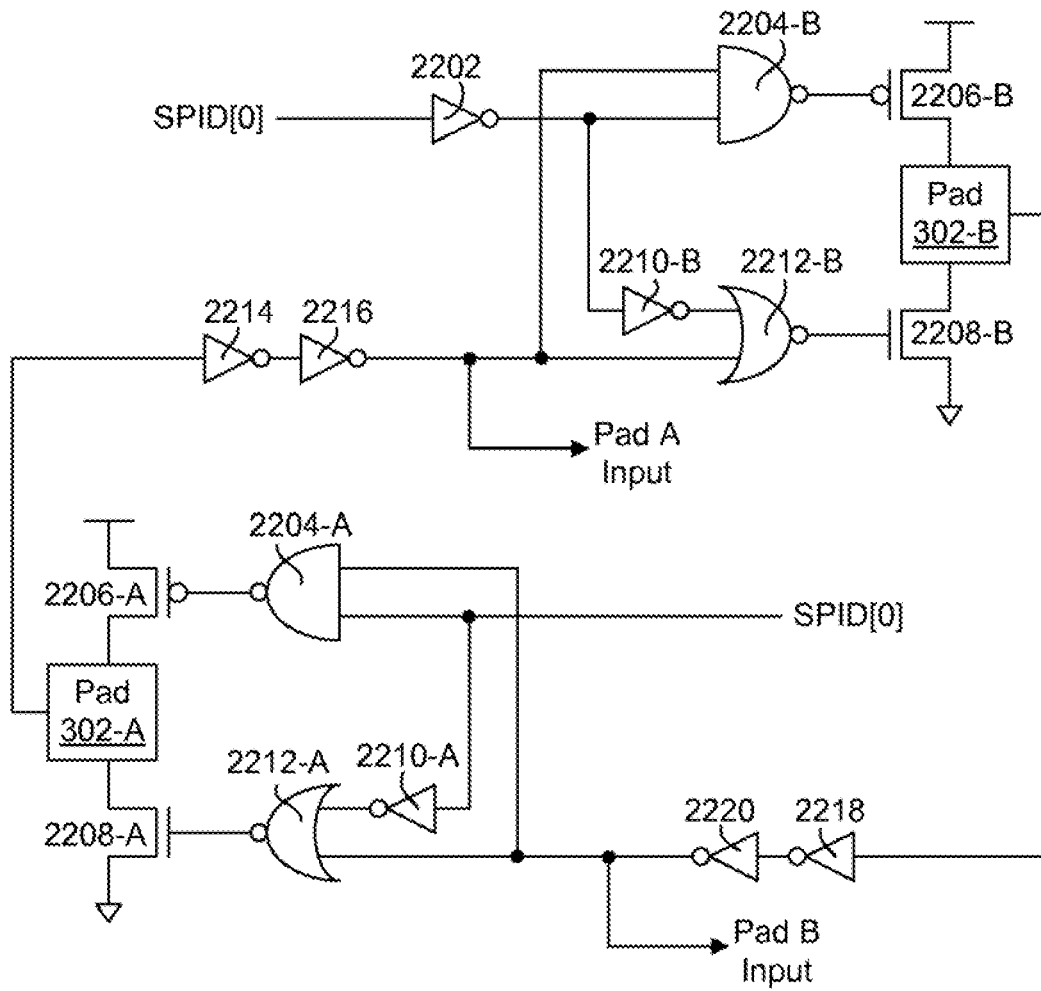 2204-B
2202
SPID[0]
2206-B
Pad
302-B
2210-B
2212-B
2208-B
2214
2216
Pad A
Input
2204-A
2206-A
SPID[0]
Pad
302-A
2212-A
2210-A
2208-A
2220
2218
Pad B
Input